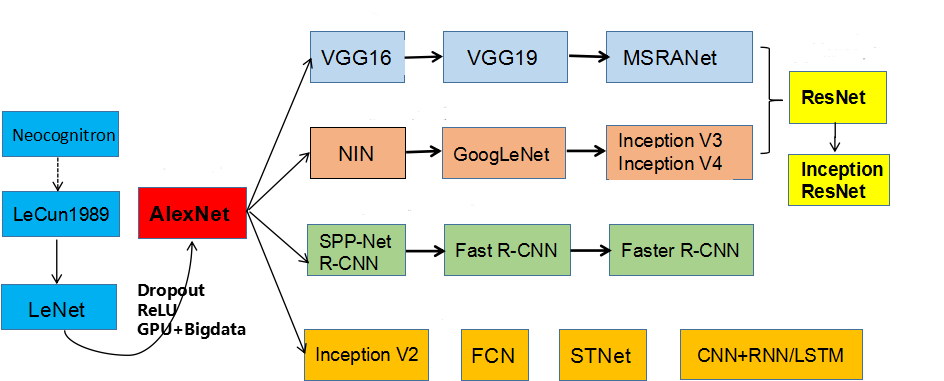 Neocognitron
LeCun1989
LeNet
AlexNet
Dropout
ReLU
GPU+Bigdata
VGG16
VGG19
MSRANet
NIN
GoogLeNet
Inception V3
Inception V4
ResNet
Inception
ResNet
SPP-Net
R-CNN
Fast R-CNN
Faster R-CNN
Inception V2
FCN
STNet
CNN+RNN/LSTM